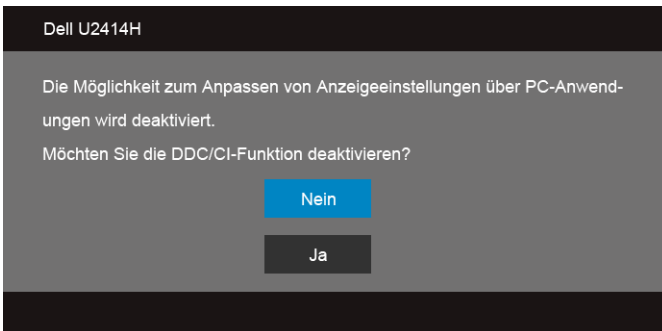 Dell U2414H
Die Möglichkeit zum Anpassen von Anzeigeeinstellungen über PC-Anwend-
ungen wird deaktiviert.
Möchten Sie die DDC/CI-Funktion deaktivieren?
Nein
Ja